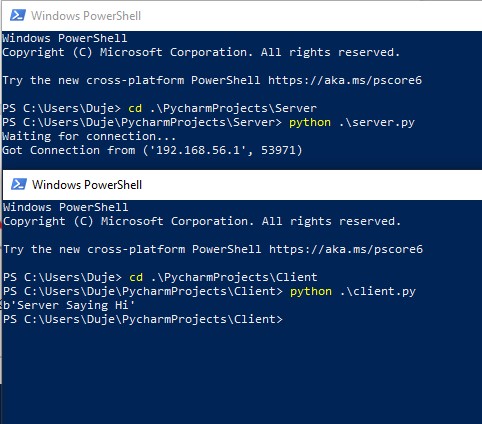 Windows PowerShell
Windows PowerShell
Copyright (C) Microsoft Corporation. All rights reserved.
Try the new cross-platform PowerShell https://aka.ms/pscore6
PS C:\Users\Duje> cd .\PycharmProjects\Server
PS C:\Users\Duje\PycharmProjects\Server> python .\server.py
Waiting for connection...
Got Connection from ('192.168.56.1', 53971)
Windows PowerShell
Windows PowerShell
Copyright (C) Microsoft Corporation. All rights reserved.
Try the new cross-platform PowerShell https://aka.ms/pscore6
PS C:\Users\Duje> cd .\PycharmProjects\Client
PS C:\Users\Duje\PycharmProjects\Client> python .\client.py
b'Server Saying Hi'
PS C:\Users\Duje\PycharmProjects\Client>